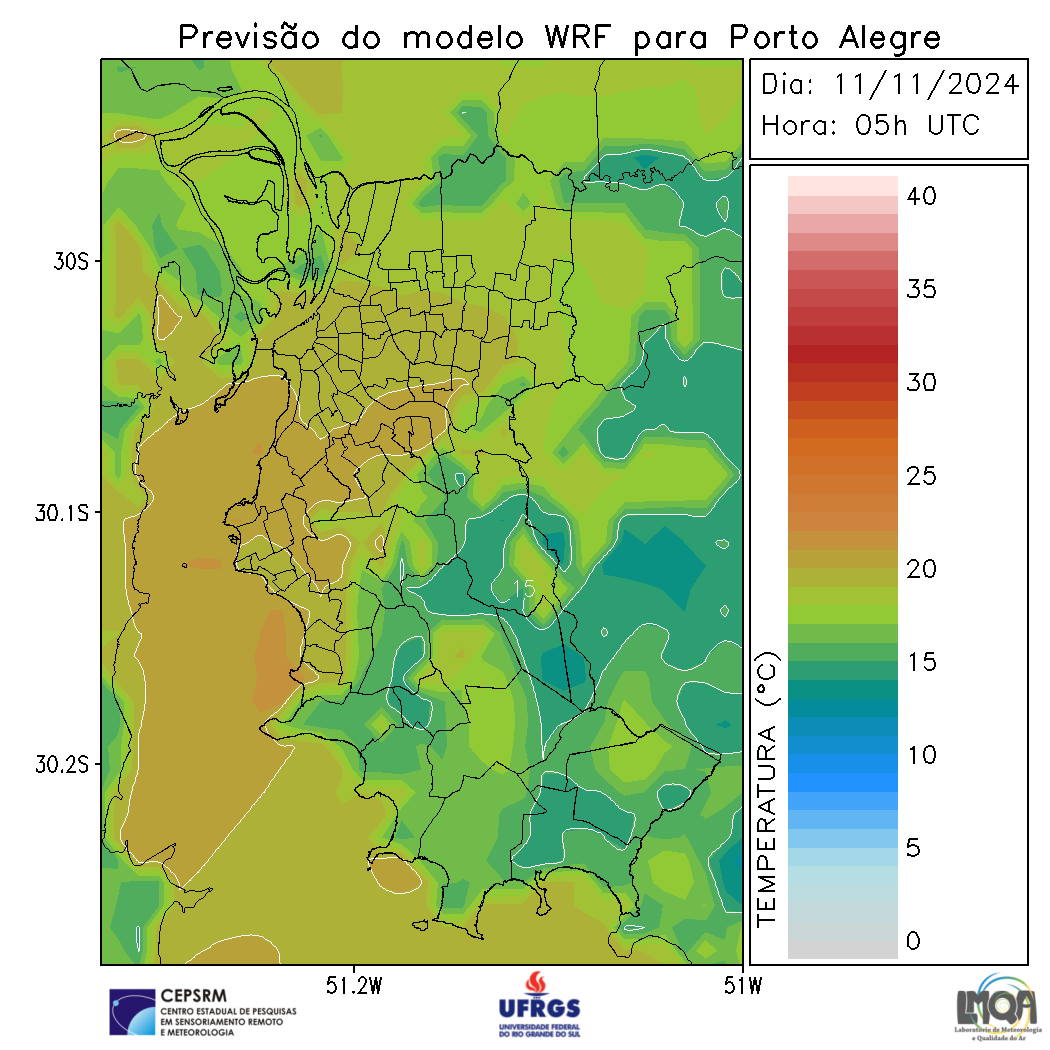 Previsão do modelo WRF para Porto Alegre
Dia: 11/11/2024
Hora: 05h UTC
40
35
30
25
20
15
10
5
0
TEMPERATURA (°C)
30S
30.1S
30.2S
15
51.2W
51W
CEPSRM
CENTRO ESTADUAL DE PESQUISAS
EM SENSORIAMENTO REMOTO
E METEOROLOGIA
UFRGS
UNIVERSIDADE FEDERAL
DO RIO GRANDE DO SUL
LMQA
Laboratório de Meteorologia
e Qualidade do Ar